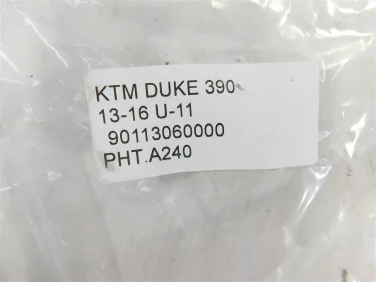 KTM DUKE 390
13-16 U-11
90113060000
PHT.A240